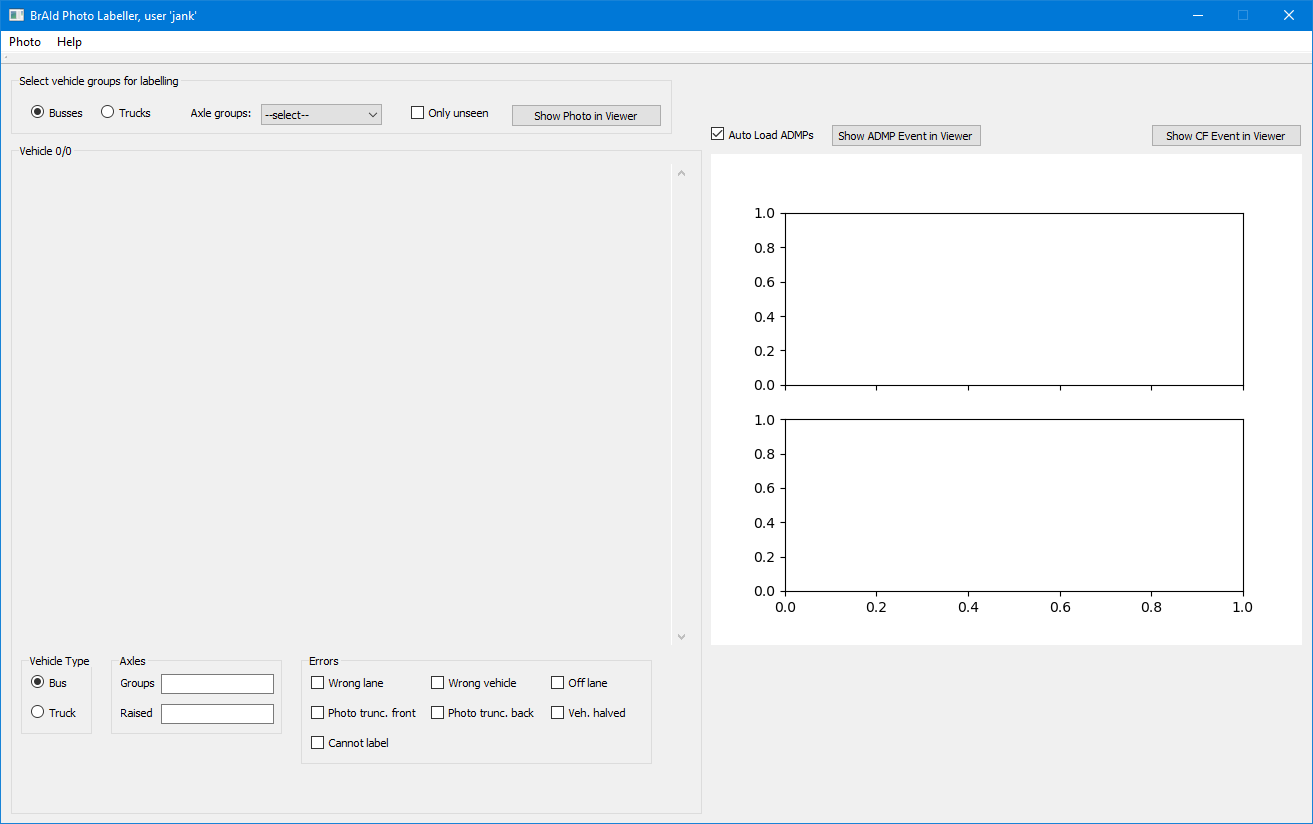 BrAId Photo Labeller, user 'jank'
Photo Help
Select vehicle groups for labelling
Busses Trucks Axle groups: --select-- Only unseen Show Photo in Viewer
Auto Load ADMPs Show ADMP Event in Viewer Show CF Event in Viewer
Vehicle 0/0
1.0
0.8
0.6
0.4
0.2
0.0
1.0
0.8
0.6
0.4
0.2
0.0
0.0 0.2 0.4 0.6 0.8 1.0
Vehicle Type
Bus
Truck
Axles
Groups
Raised
Errors
Wrong lane Wrong vehicle Off lane
Photo trunc. front Photo trunc. back Veh. halved
Cannot label